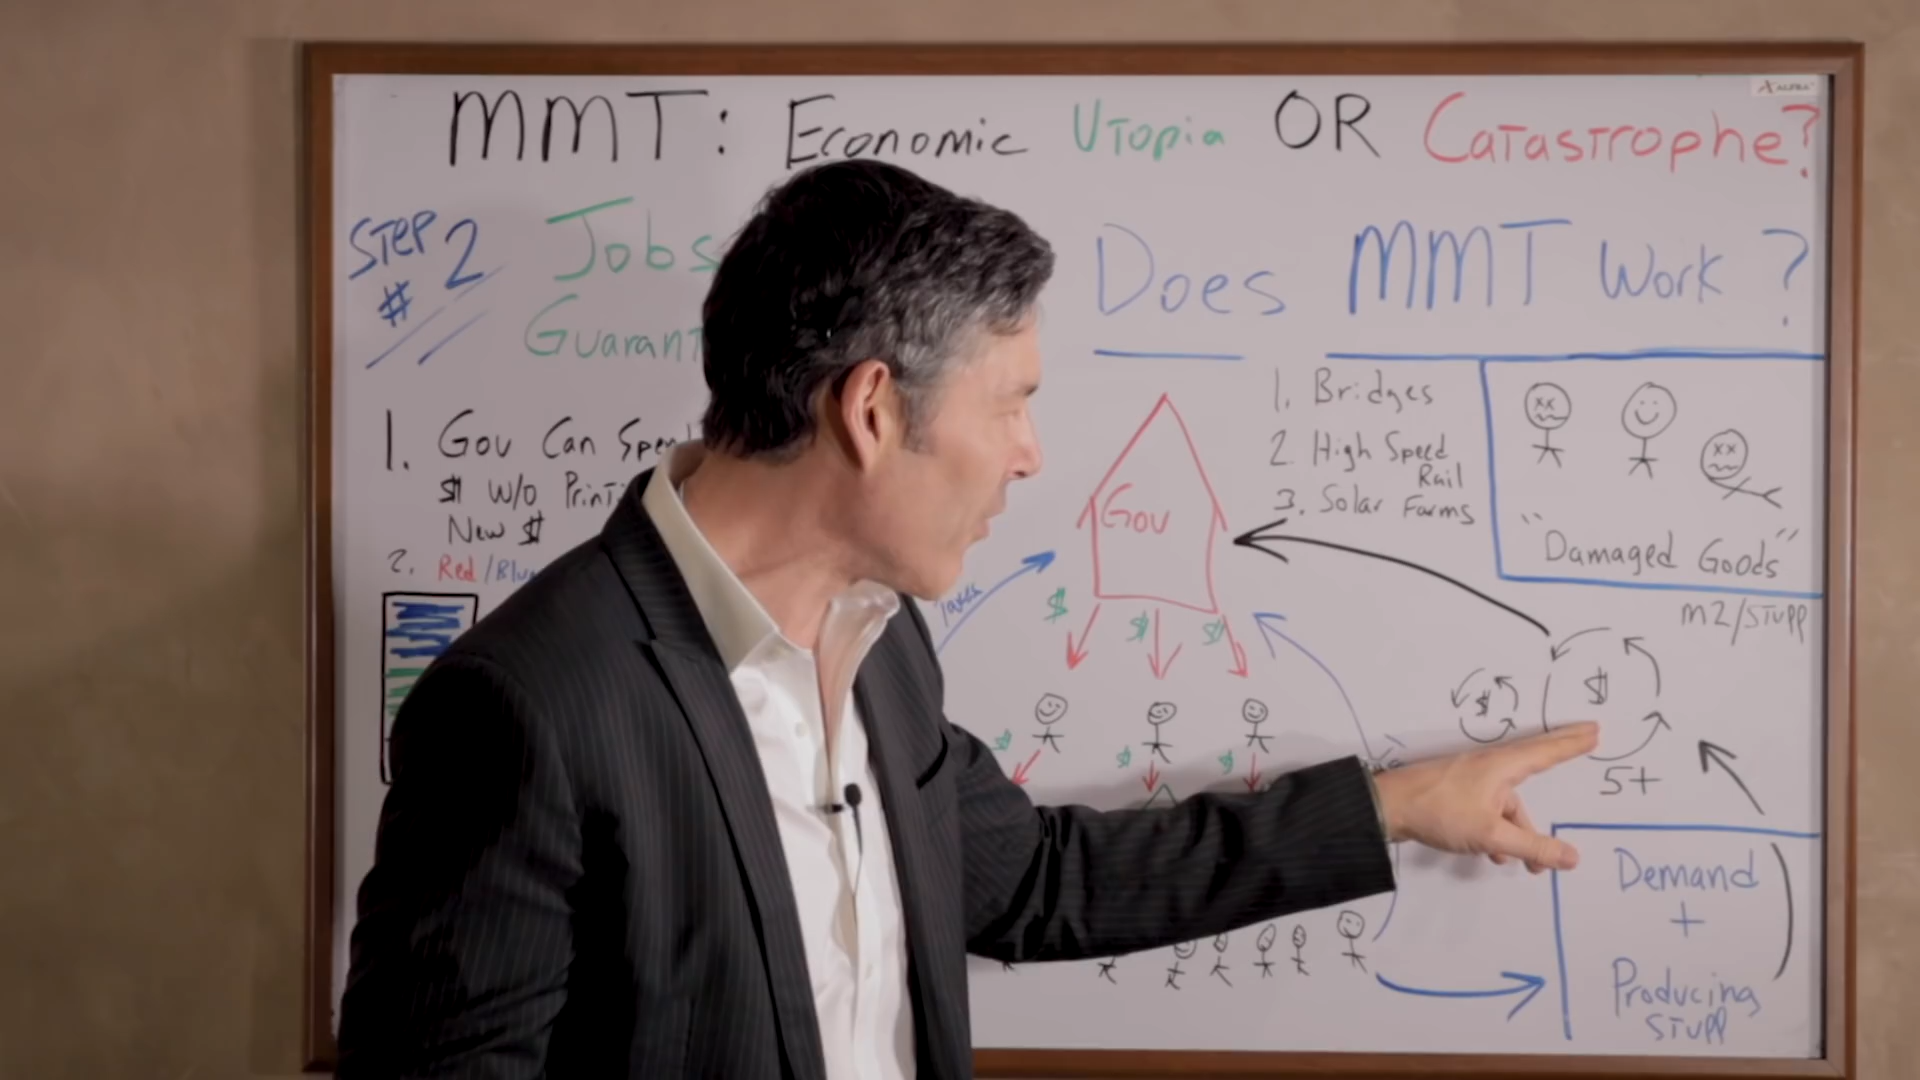 MMT: Economic Utopia OR Catastrophe?
STEP
# 2
Jobs
Guarant
Does MMT Work?
1. Gov Can Spen
$ W/O Printi
New $
2. Red/Blu
Gov
Taxes
$ $ $
$ $ $
1. Bridges
2. High Speed
Rail
3. Solar Farms
"Damaged Goods"
M2/STUFF
$ $
5+
Demand
+
Producing
STUFF